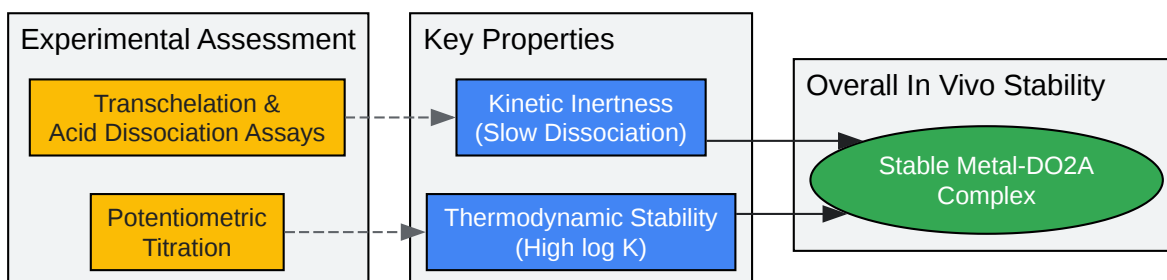 Experimental Assessment
Transchelation &
Acid Dissociation Assays
Potentiometric
Titration
Key Properties
Kinetic Inertness
(Slow Dissociation)
Thermodynamic Stability
(High log K)
Overall In Vivo Stability
Stable Metal-DO2A
Complex